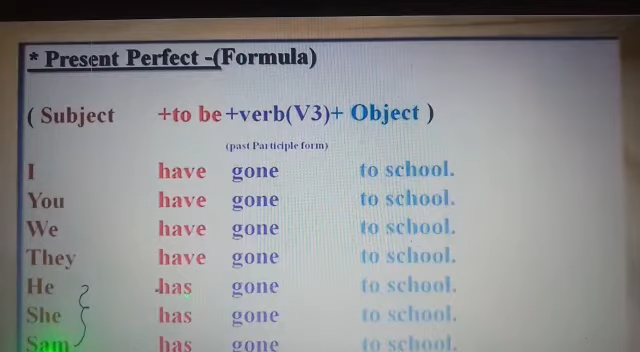 * Present Perfect -(Formula)
( Subject +to be +verb(V3)+ Object )
(past Participle form)
I have gone to school.
You have gone to school.
We have gone to school.
They have gone to school.
He has gone to school.
She has gone to school.
Sam has gone to school.